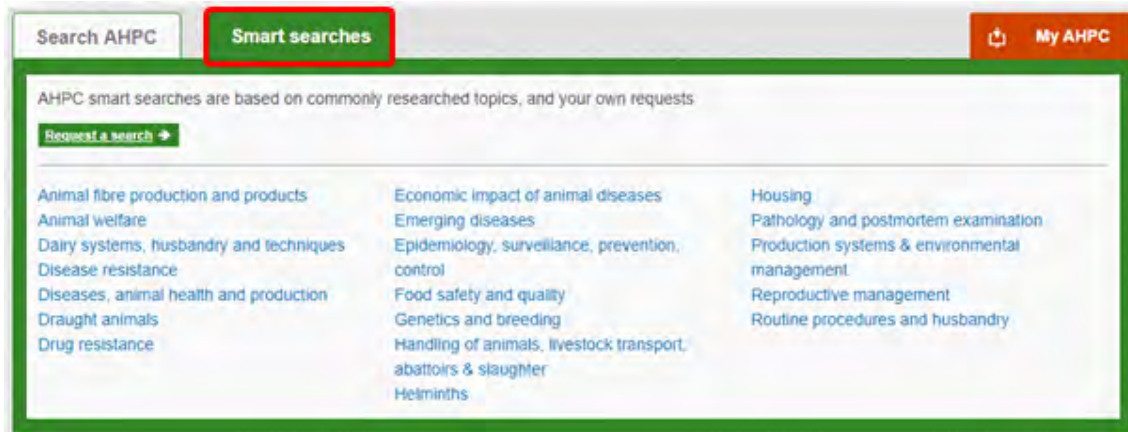 Search AHPC
Smart searches
My AHPC
AHPC smart searches are based on commonly researched topics, and your own requests
Request a search
Animal fibre production and products
Animal welfare
Dairy systems, husbandry and techniques
Disease resistance
Diseases, animal health and production
Draught animals
Drug resistance
Economic impact of animal diseases
Emerging diseases
Epidemiology, surveillance, prevention,
control
Food safety and quality
Genetics and breeding
Handling of animals, livestock transport,
abattoirs & slaughter
Helminths
Housing
Pathology and postmortem examination
Production systems & environmental
management
Reproductive management
Routine procedures and husbandry